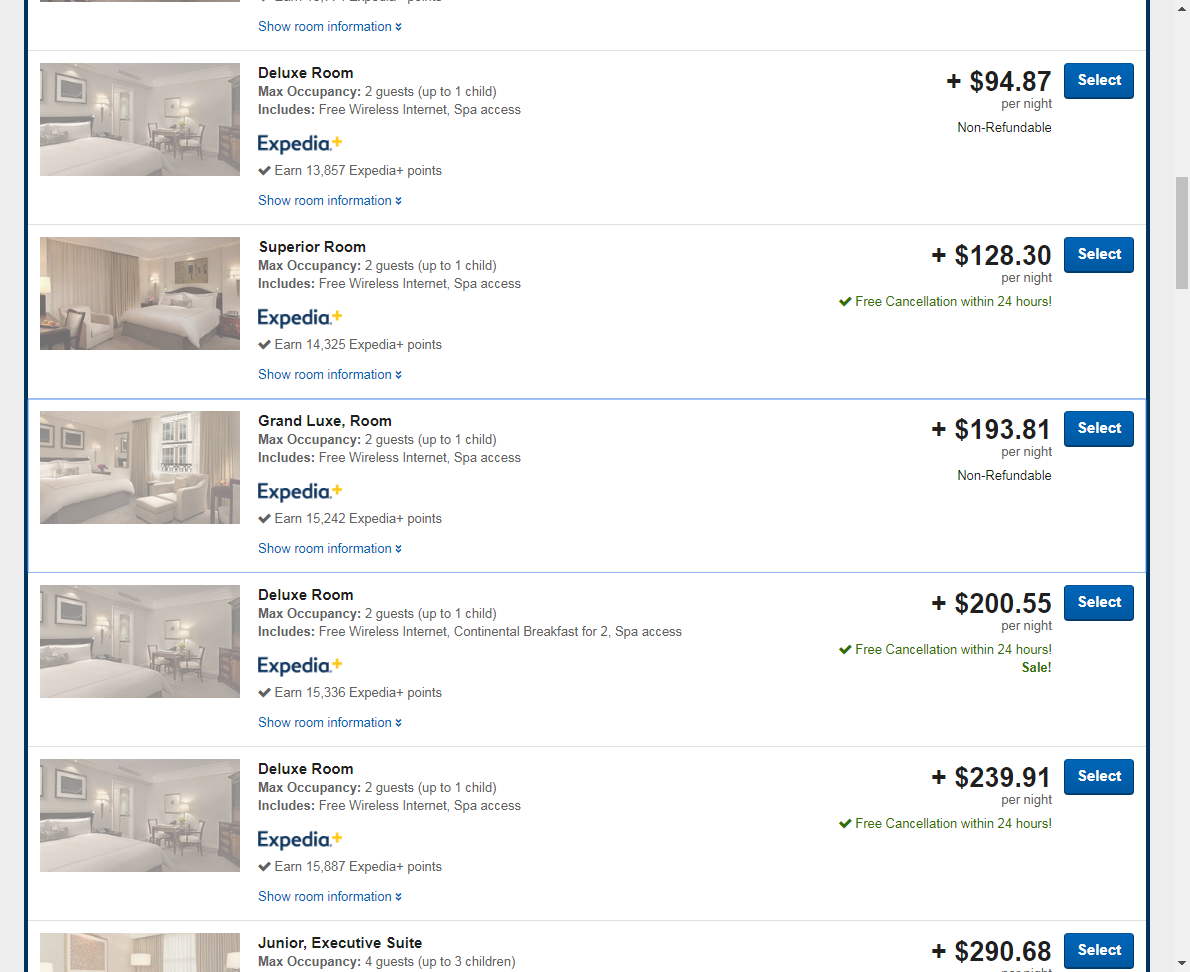 Show room information
Deluxe Room
Max Occupancy: 2 guests (up to 1 child)
Includes: Free Wireless Internet, Spa access
Expedia+
Earn 13,857 Expedia+ points
Show room information
+ $94.87
per night
Non-Refundable
Select
Superior Room
Max Occupancy: 2 guests (up to 1 child)
Includes: Free Wireless Internet, Spa access
Expedia+
Earn 14,325 Expedia+ points
Show room information
+ $128.30
per night
Free Cancellation within 24 hours!
Select
Grand Luxe, Room
Max Occupancy: 2 guests (up to 1 child)
Includes: Free Wireless Internet, Spa access
Expedia+
Earn 15,242 Expedia+ points
Show room information
+ $193.81
per night
Non-Refundable
Select
Deluxe Room
Max Occupancy: 2 guests (up to 1 child)
Includes: Free Wireless Internet, Continental Breakfast for 2, Spa access
Expedia+
Earn 15,336 Expedia+ points
Show room information
+ $200.55
per night
Free Cancellation within 24 hours!
Sale!
Select
Deluxe Room
Max Occupancy: 2 guests (up to 1 child)
Includes: Free Wireless Internet, Spa access
Expedia+
Earn 15,887 Expedia+ points
Show room information
+ $239.91
per night
Free Cancellation within 24 hours!
Select
Junior, Executive Suite
Max Occupancy: 4 guests (up to 3 children)
+ $290.68
Select